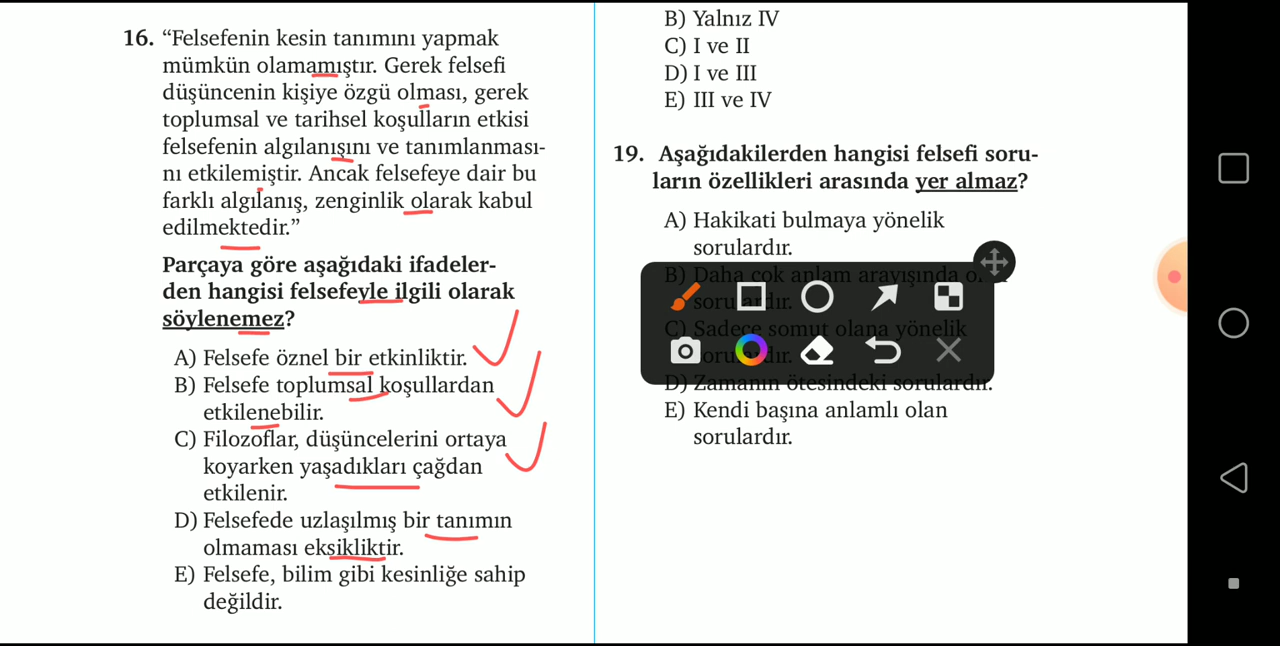 16. “Felsefenin kesin tanımını yapmak
mümkün olamamıştır. Gerek felsefi
düşüncenin kişiye özgü olması, gerek
toplumsal ve tarihsel koşulların etkisi
felsefenin algılanışını ve tanımlanması-
nı etkilemiştir. Ancak felsefeye dair bu
farklı algılanış, zenginlik olarak kabul
edilmektedir.”
Parçaya göre aşağıdaki ifadeler-
den hangisi felsefeyle ilgili olarak
söylenemez?
A) Felsefe öznel bir etkinliktir.
B) Felsefe toplumsal koşullardan
etkilenebilir.
C) Filozoflar, düşüncelerini ortaya
koyarken yaşadıkları çağdan
etkilenir.
D) Felsefede uzlaşılmış bir tanımın
olmaması eksikliktir.
E) Felsefe, bilim gibi kesinliğe sahip
değildir.
B) Yalnız IV
C) I ve II
D) I ve III
E) III ve IV
19. Aşağıdakilerden hangisi felsefi soru-
ların özellikleri arasında yer almaz?
A) Hakikati bulmaya yönelik
sorulardır.
B) Daha çok anlam arayışında
C) Sadece somut olana yönelik
D) Zamanın ötesindeki sorulardır.
E) Kendi başına anlamlı olan
sorulardır.